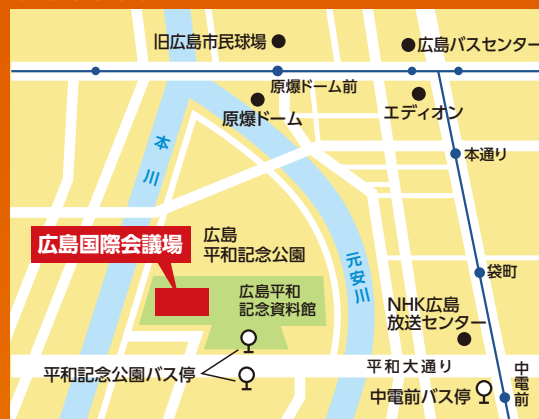 旧広島市民球場
広島バスセンター
原爆ドーム前
原爆ドーム
エディオン
本川
本通り
広島国際会議場
広島
平和記念公園
元安川
袋町
広島平和
記念資料館
NHK広島
放送センター
平和大通り
中電前
平和記念公園バス停
中電前バス停